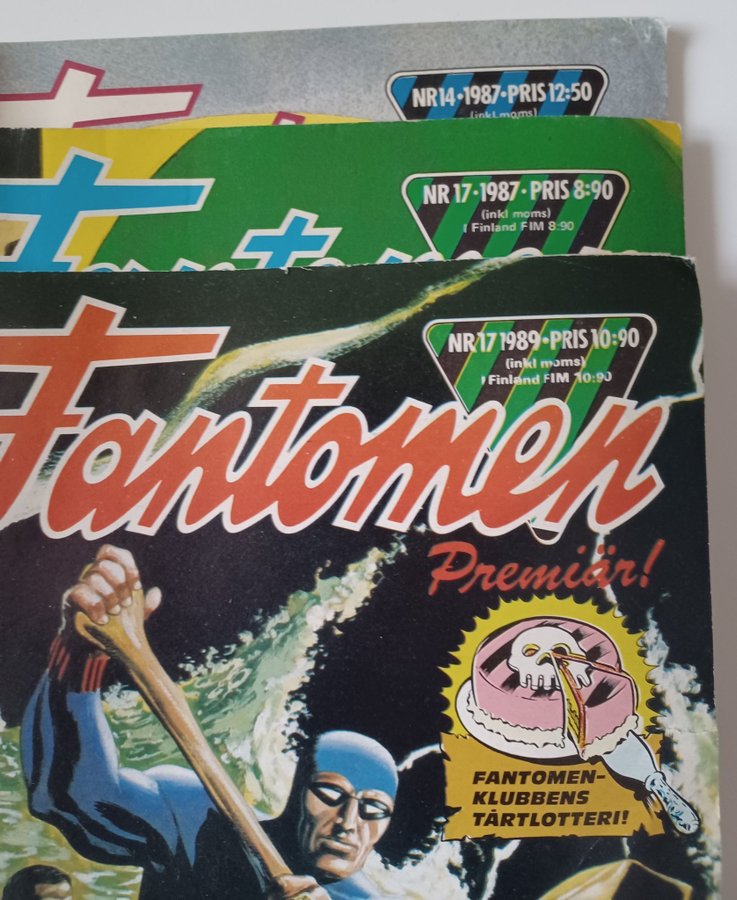 NR 14 · 1987 · PRIS 12:50
(inkl moms)
NR 17 · 1987 · PRIS 8:90
(inkl moms)
I Finland FIM 8.90
Fantomen
NR 17 1989 · PRIS 10:90
(inkl moms)
I Finland FIM 10:90
Fantomen
Premiär!
FANTOMEN-
KLUBBENS
TÅRTLOTTERI!